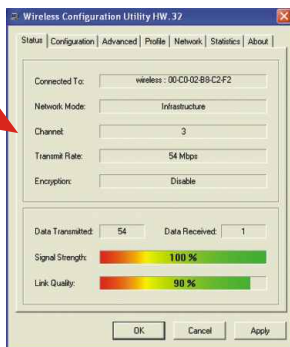 Wireless Configuration Utility HW.32
Status Configuration Advanced Profile Network Statistics About
Connected To: wireless : 00-C0-02-B8-C2-F2
Network Mode: Infrastructure
Channel: 3
Transmit Rate: 54 Mbps
Encryption: Disable
Data Transmitted: 54 Data Received: 1
Signal Strength: 100 %
Link Quality: 90 %
OK Cancel Apply